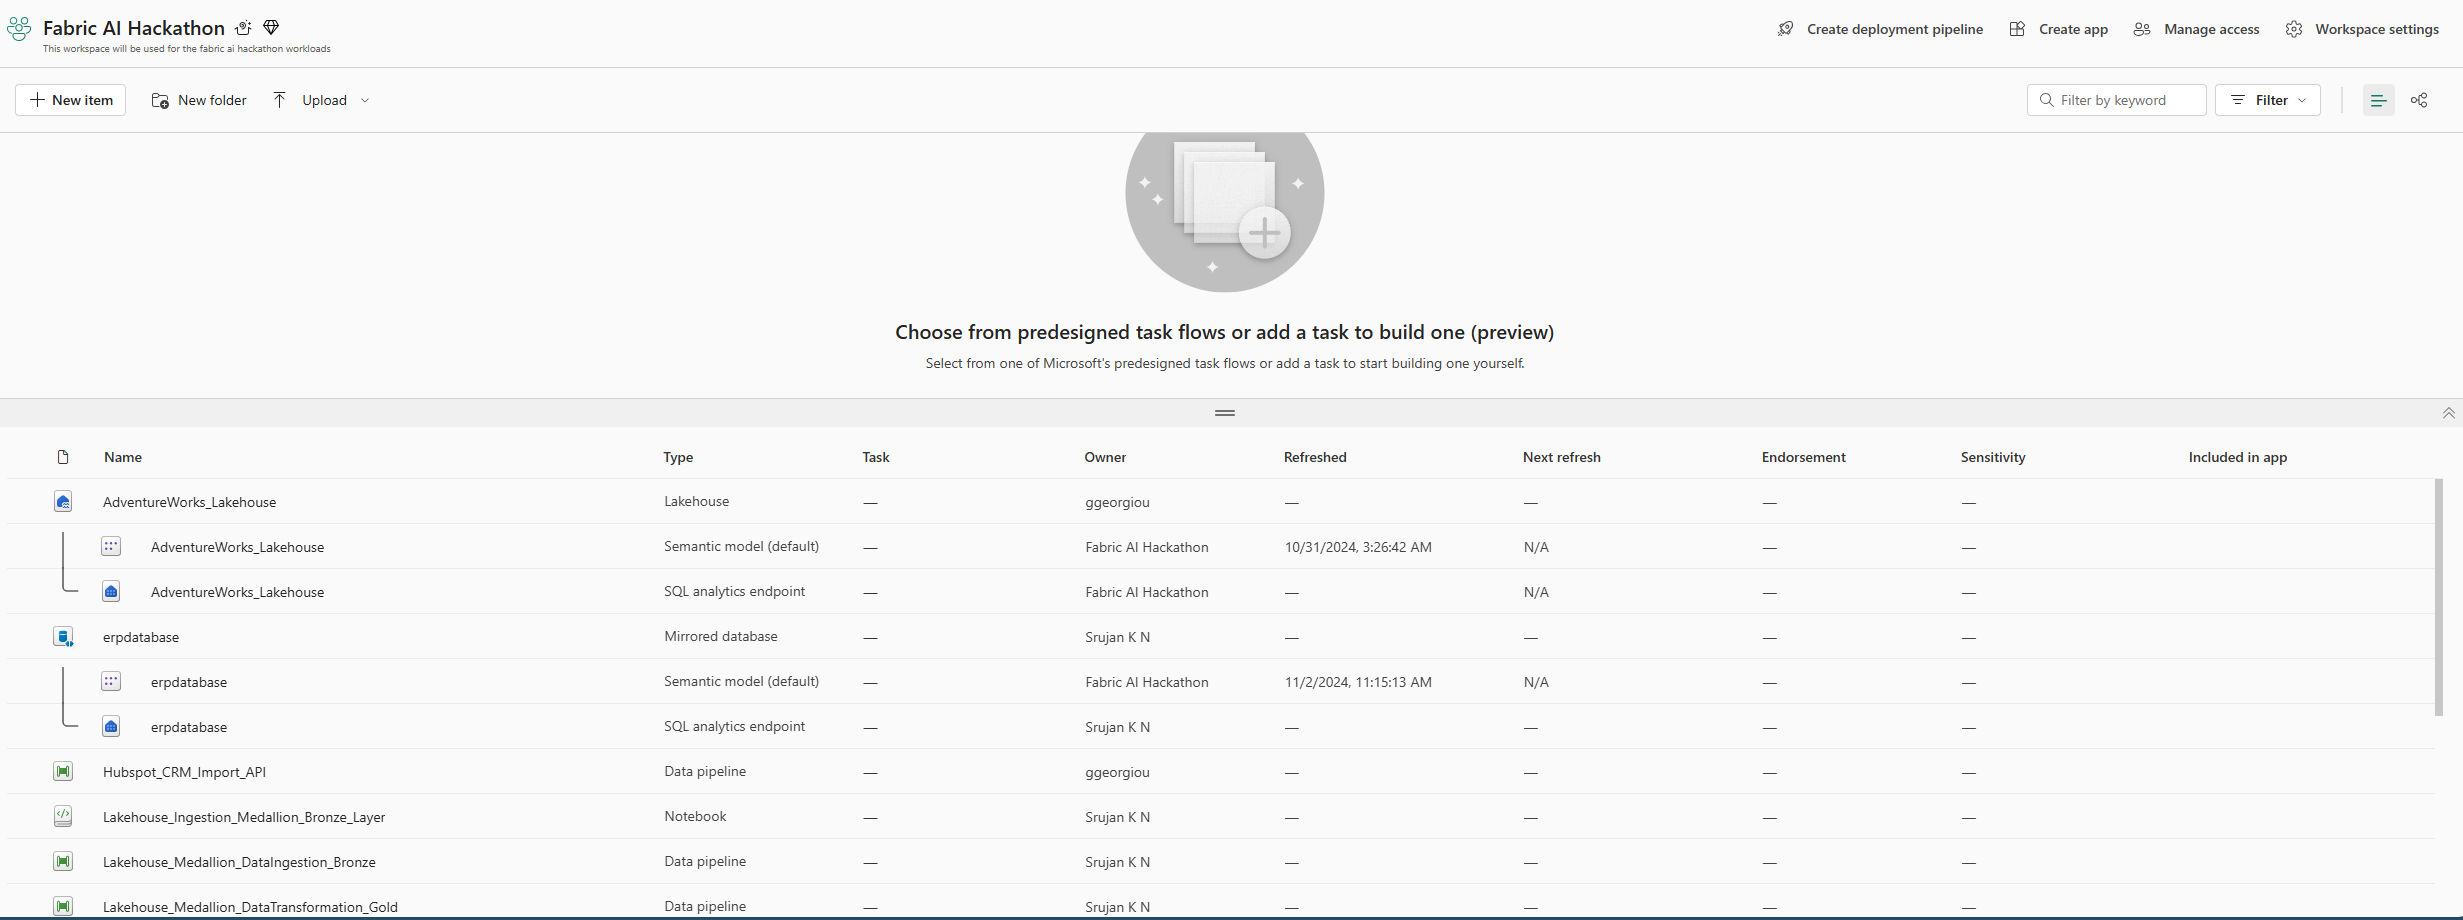 Fabric AI Hackathon
This workspace will be used for the fabric ai hackathon workloads
Create deployment pipeline Create app Manage access Workspace settings
New item New folder Upload Filter by keyword Filter
Choose from predesigned task flows or add a task to build one (preview)
Select from one of Microsoft's predesigned task flows or add a task to start building one yourself.
Name Type Task Owner Refreshed Next refresh Endorsement Sensitivity Included in app
AdventureWorks_Lakehouse Lakehouse — ggeorgiou — — — —
AdventureWorks_Lakehouse Semantic model (default) — Fabric AI Hackathon 10/31/2024, 3:26:42 AM N/A — —
AdventureWorks_Lakehouse SQL analytics endpoint — Fabric AI Hackathon — N/A — —
erpdatabase Mirrored database — Srujan K N — — — —
erpdatabase Semantic model (default) — Fabric AI Hackathon 11/2/2024, 11:15:13 AM N/A — —
erpdatabase SQL analytics endpoint — Srujan K N — — — —
Hubspot_CRM_Import_API Data pipeline — ggeorgiou — — — —
Lakehouse_Ingestion_Medallion_Bronze_Layer Notebook — Srujan K N — — — —
Lakehouse_Medallion_DataIngestion_Bronze Data pipeline — Srujan K N — — — —
Lakehouse_Medallion_DataTransformation_Gold Data pipeline — Srujan K N — — — —